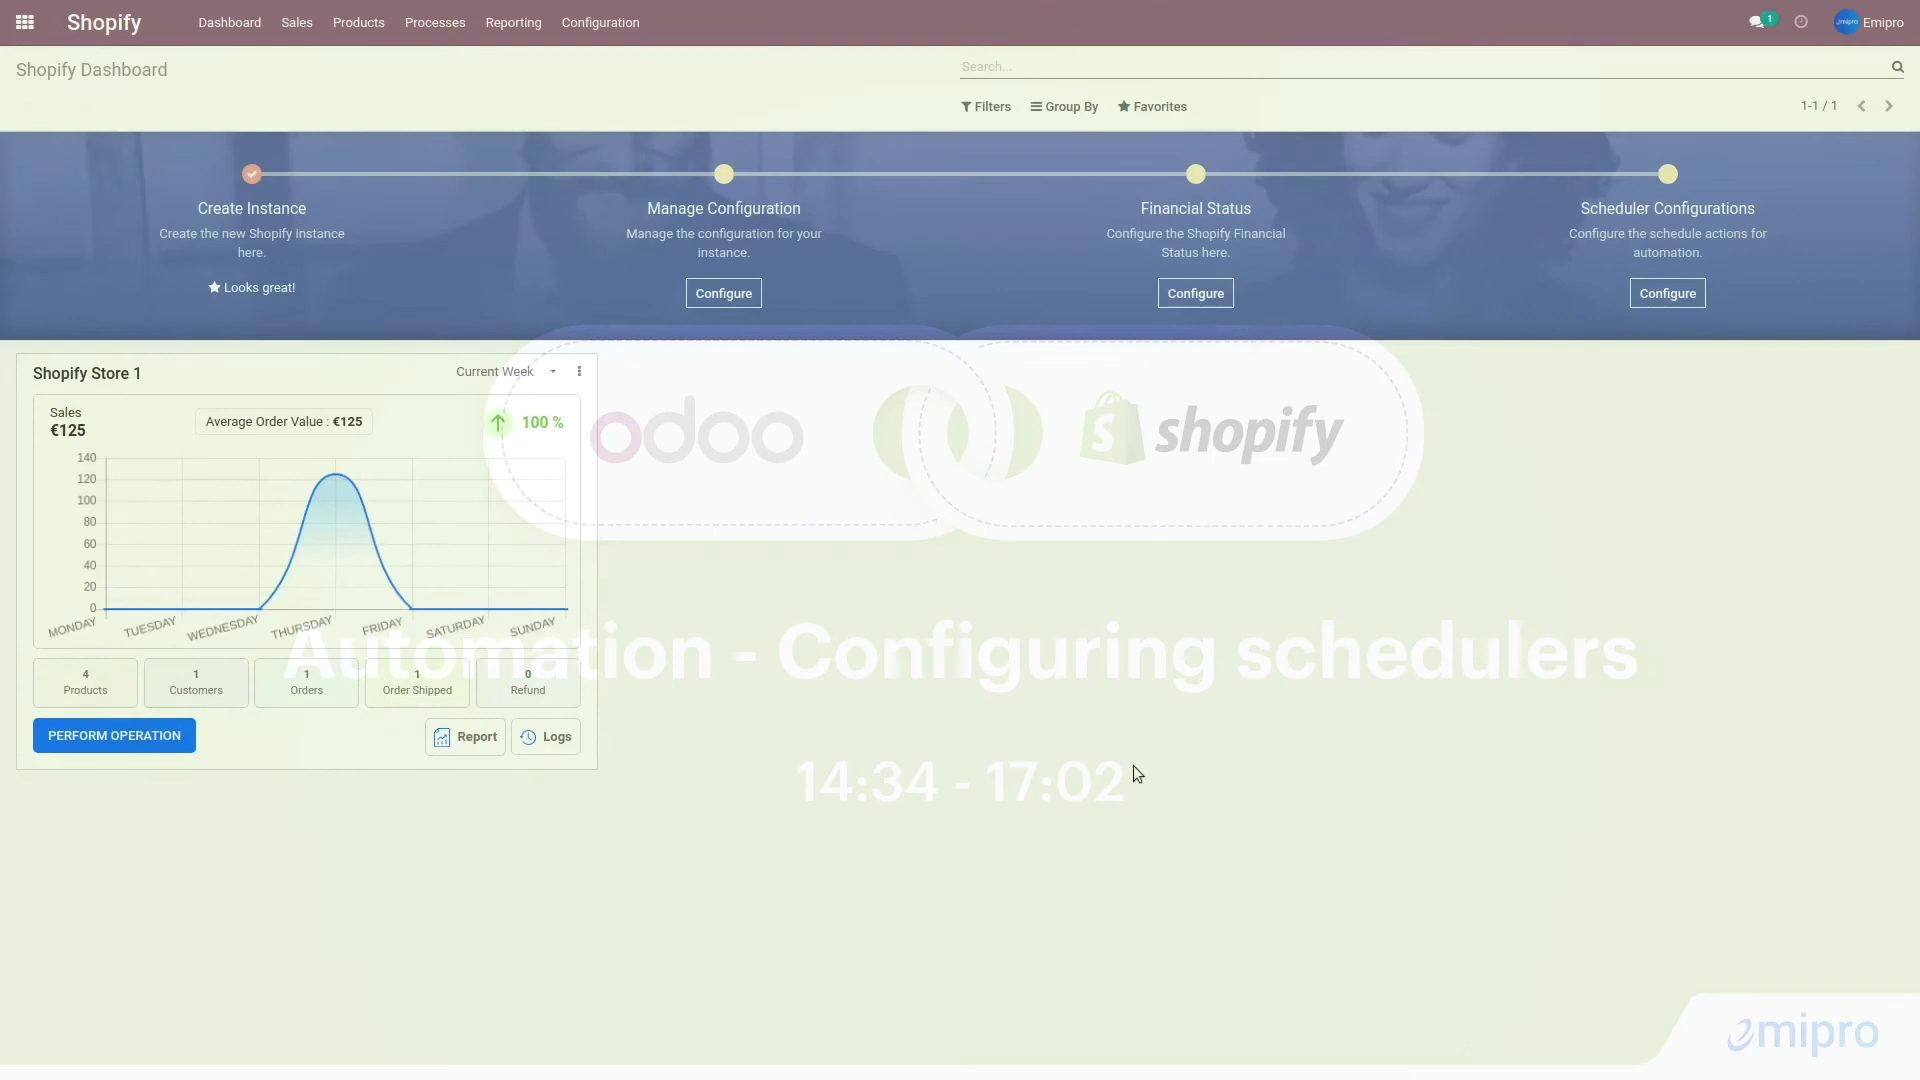 Shopify Dashboard Sales Products Processes Reporting Configuration 1 Emipro
Shopify Dashboard
Search...
Filters Group By Favorites 1-1 / 1
Create Instance
Create the new Shopify instance
here.
Looks great!
Manage Configuration
Manage the configuration for your
instance.
Configure
Financial Status
Configure the Shopify Financial
Status here.
Configure
Scheduler Configurations
Configure the schedule actions for
automation.
Configure
Shopify Store 1 Current Week
Sales
€125
Average Order Value : €125
100 %
140
120
100
80
60
40
20
0
MONDAY TUESDAY WEDNESDAY THURSDAY FRIDAY SATURDAY SUNDAY
4
Products
1
Customers
1
Orders
1
Order Shipped
0
Refund
PERFORM OPERATION Report Logs
odoo
S shopify
Automation - Configuring schedulers
14:34 - 17:02
emipro